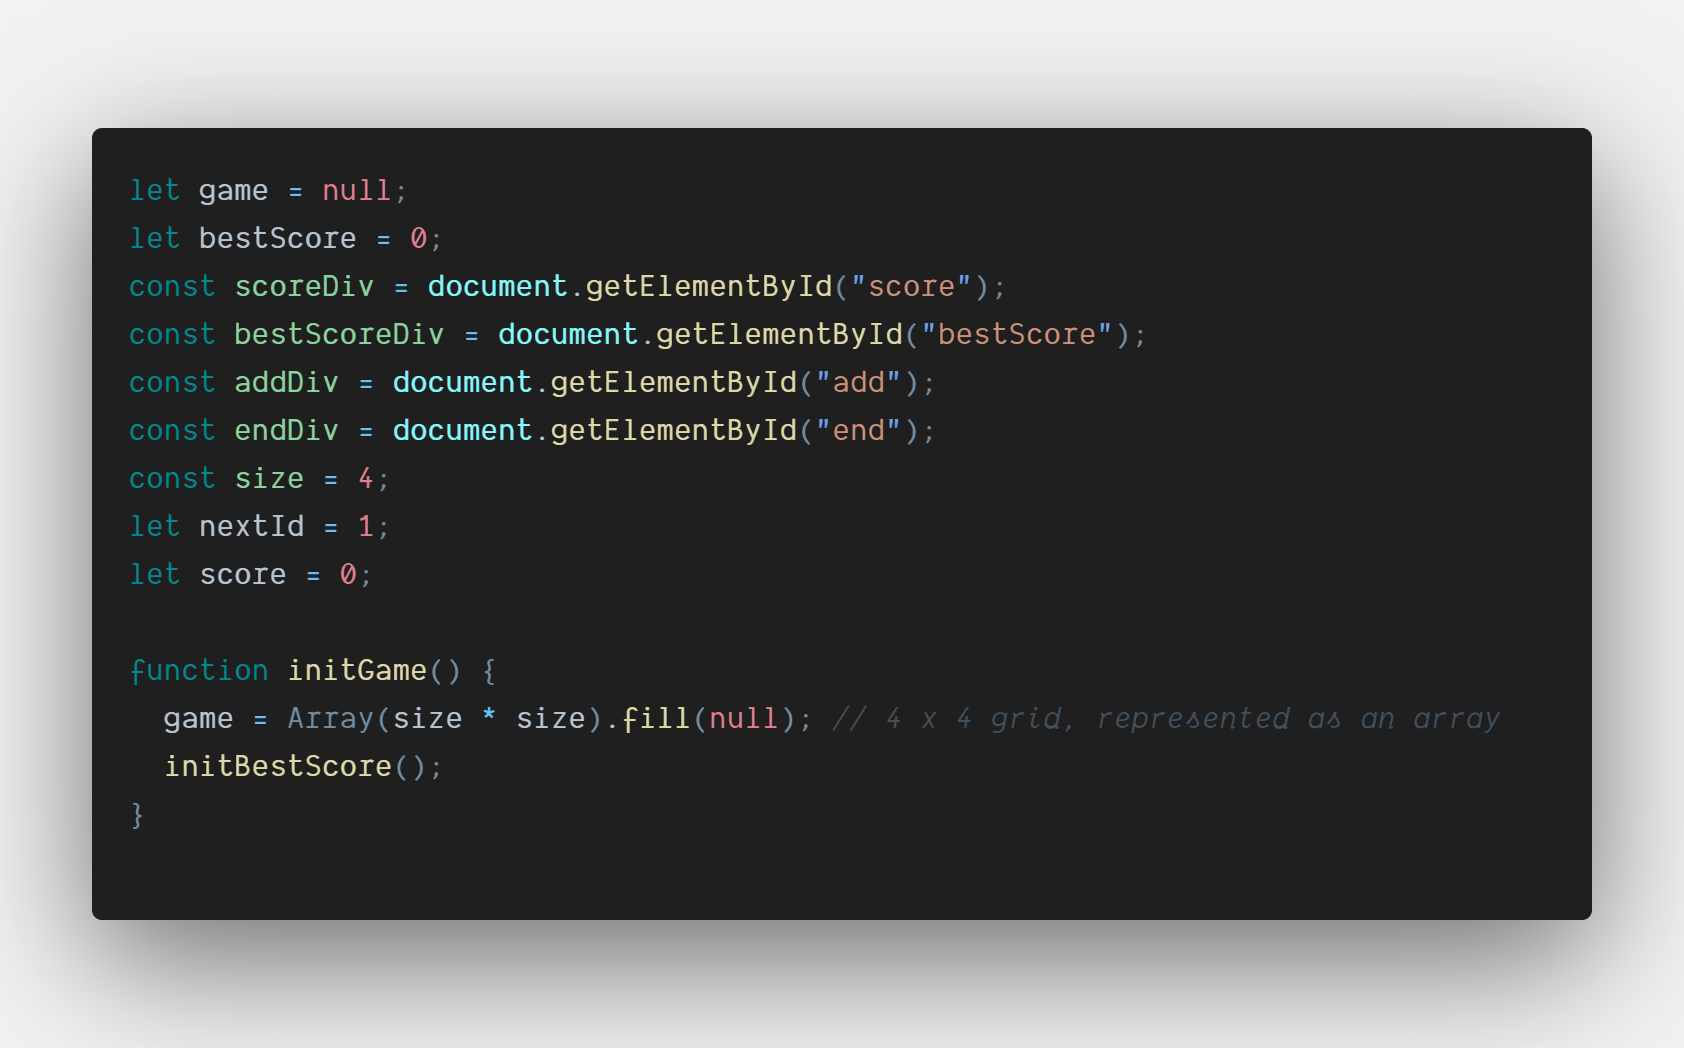 let game = null;
let bestScore = 0;
const scoreDiv = document.getElementById("score");
const bestScoreDiv = document.getElementById("bestScore");
const addDiv = document.getElementById("add");
const endDiv = document.getElementById("end");
const size = 4;
let nextId = 1;
let score = 0;

function initGame() {
  game = Array(size * size).fill(null); // 4 x 4 grid, represented as an array
  initBestScore();
}